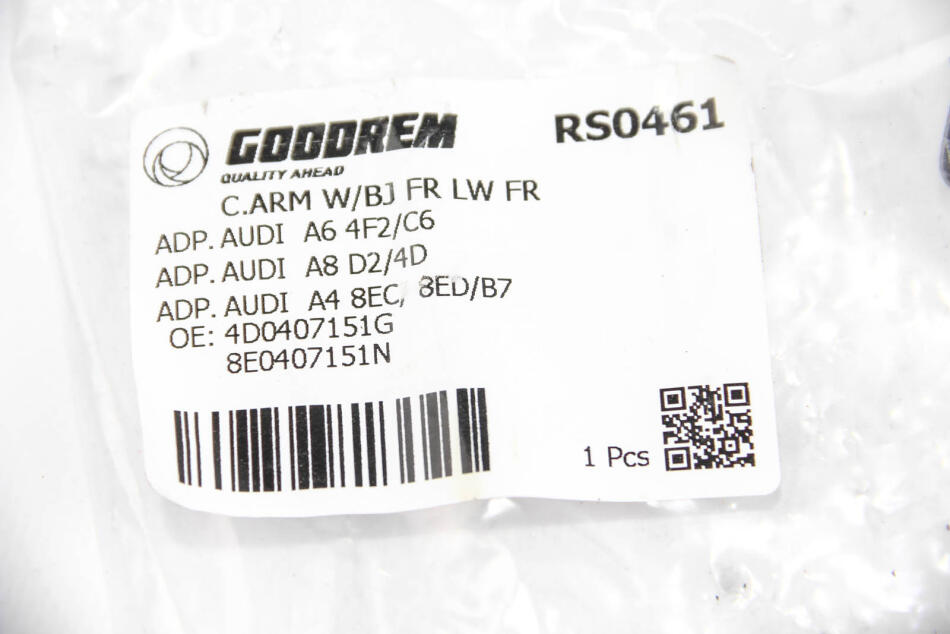 GOODREM
RS0461
QUALITY AHEAD
C.ARM W/BJ FR LW FR
ADP. AUDI A6 4F2/C6
ADP. AUDI A8 D2/4D
ADP. AUDI A4 8EC, 8ED/B7
OE: 4D0407151G
8E0407151N
1 Pcs